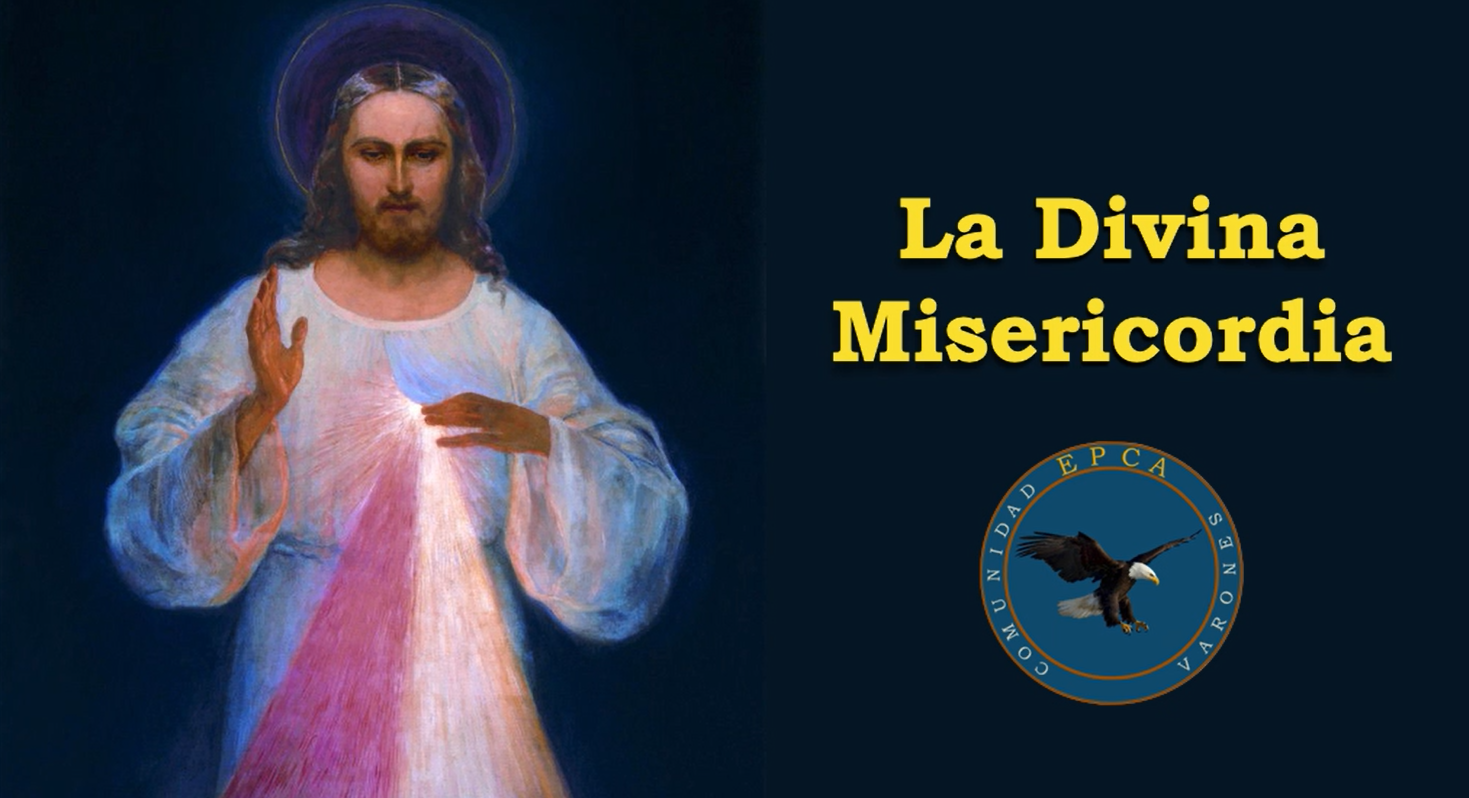 La Divina
Misericordia
COMUNIDAD EPCA VARONES